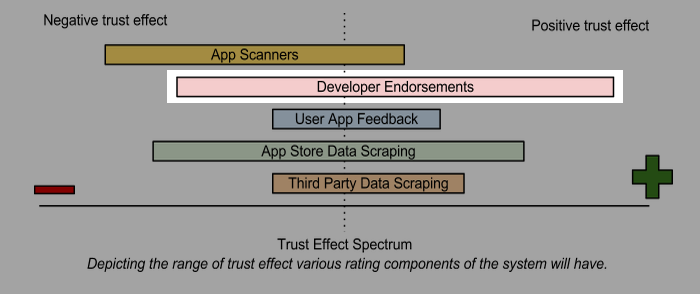 Negative trust effect
Positive trust effect
App Scanners
Developer Endorsements
User App Feedback
App Store Data Scraping
Third Party Data Scraping
Trust Effect Spectrum
Depicting the range of trust effect various rating components of the system will have.